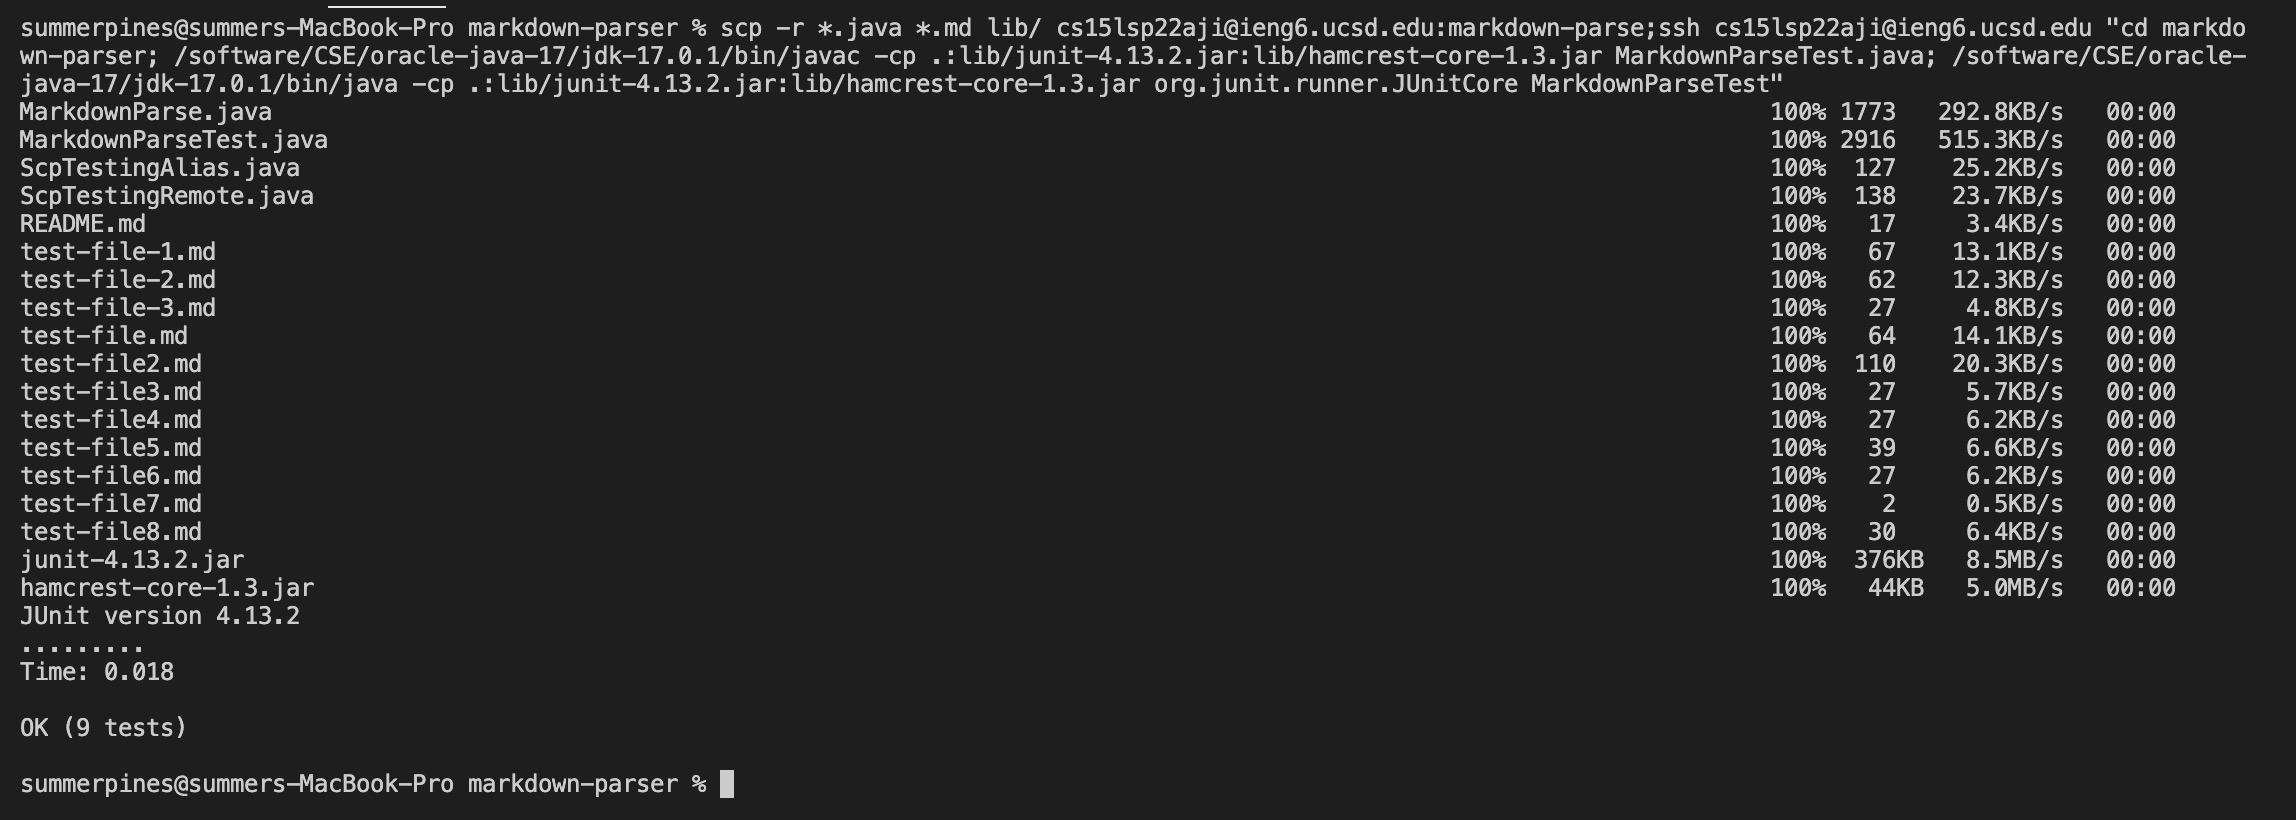 summerpines@summers-MacBook-Pro markdown-parser % scp -r *.java *.md lib/ cs15lsp22aji@ieng6.ucsd.edu:markdown-parse;ssh cs15lsp22aji@ieng6.ucsd.edu "cd markdo
wn-parser; /software/CSE/oracle-java-17/jdk-17.0.1/bin/javac -cp .:lib/junit-4.13.2.jar:lib/hamcrest-core-1.3.jar MarkdownParseTest.java; /software/CSE/oracle-
java-17/jdk-17.0.1/bin/java -cp .:lib/junit-4.13.2.jar:lib/hamcrest-core-1.3.jar org.junit.runner.JUnitCore MarkdownParseTest"
MarkdownParse.java 100% 1773 292.8KB/s 00:00
MarkdownParseTest.java 100% 2916 515.3KB/s 00:00
ScpTestingAlias.java 100% 127 25.2KB/s 00:00
ScpTestingRemote.java 100% 138 23.7KB/s 00:00
README.md 100% 17 3.4KB/s 00:00
test-file-1.md 100% 67 13.1KB/s 00:00
test-file-2.md 100% 62 12.3KB/s 00:00
test-file-3.md 100% 27 4.8KB/s 00:00
test-file.md 100% 64 14.1KB/s 00:00
test-file2.md 100% 110 20.3KB/s 00:00
test-file3.md 100% 27 5.7KB/s 00:00
test-file4.md 100% 27 6.2KB/s 00:00
test-file5.md 100% 39 6.6KB/s 00:00
test-file6.md 100% 27 6.2KB/s 00:00
test-file7.md 100% 2 0.5KB/s 00:00
test-file8.md 100% 30 6.4KB/s 00:00
junit-4.13.2.jar 100% 376KB 8.5MB/s 00:00
hamcrest-core-1.3.jar 100% 44KB 5.0MB/s 00:00
JUnit version 4.13.2
.........
Time: 0.018
OK (9 tests)
summerpines@summers-MacBook-Pro markdown-parser %